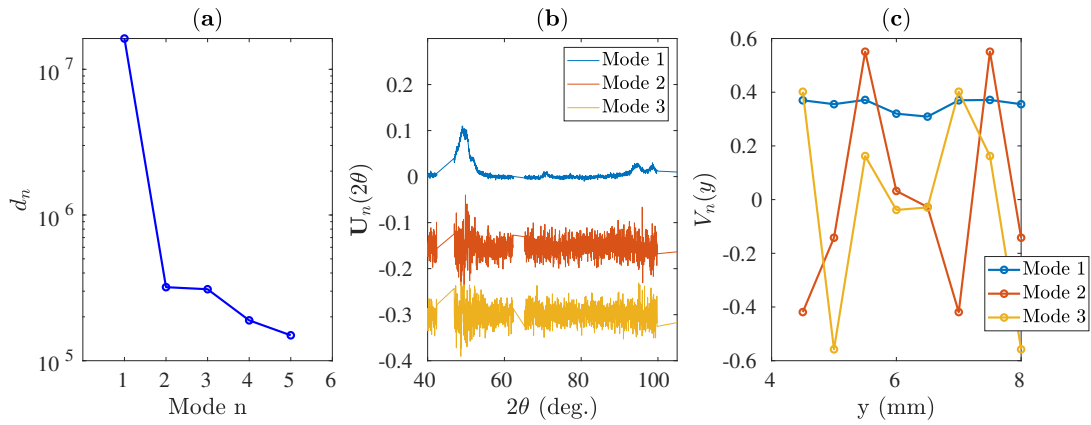 (a)
10^7
10^6
10^5
d_n
1 2 3 4 5 6
Mode n
(b)
Mode 1
Mode 2
Mode 3
0.3
0.2
0.1
0
-0.1
-0.2
-0.3
-0.4
U_n(2θ)
40 60 80 100
2θ (deg.)
(c)
0.6
0.4
0.2
0
-0.2
-0.4
-0.6
V_n(y)
Mode 1
Mode 2
Mode 3
4 6 8
y (mm)